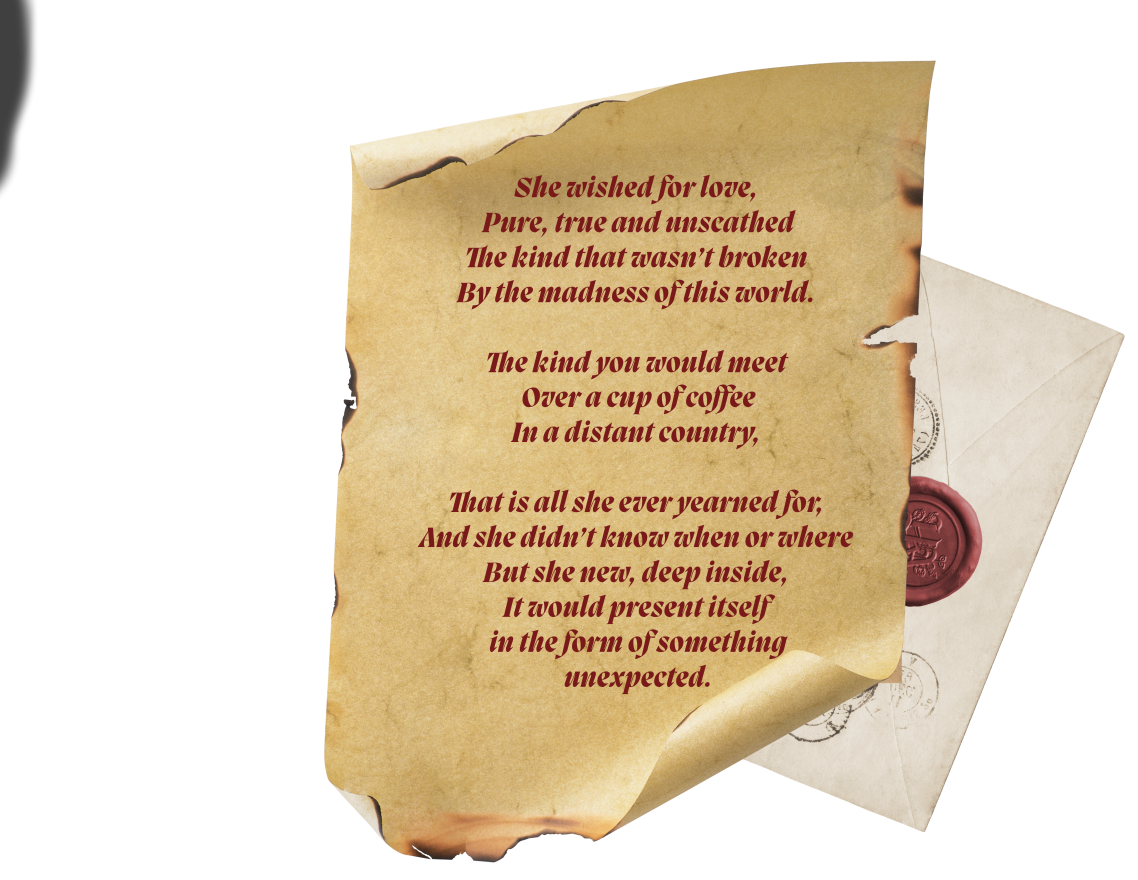 She wished for love,
Pure, true and unscathed
The kind that wasn't broken
By the madness of this world.
The kind you would meet
Over a cup of coffee
In a distant country,
That is all she ever yearned for,
And she didn't know when or where
But she new, deep inside,
It would present itself
in the form of something
unexpected.